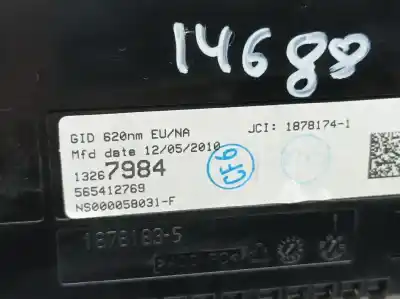 14688
GID 620nm EU/NA JCI: 1878174-1
Mfd date 12/05/2010
13267984
565412769
NS000058031-F
CF6
1878183-5